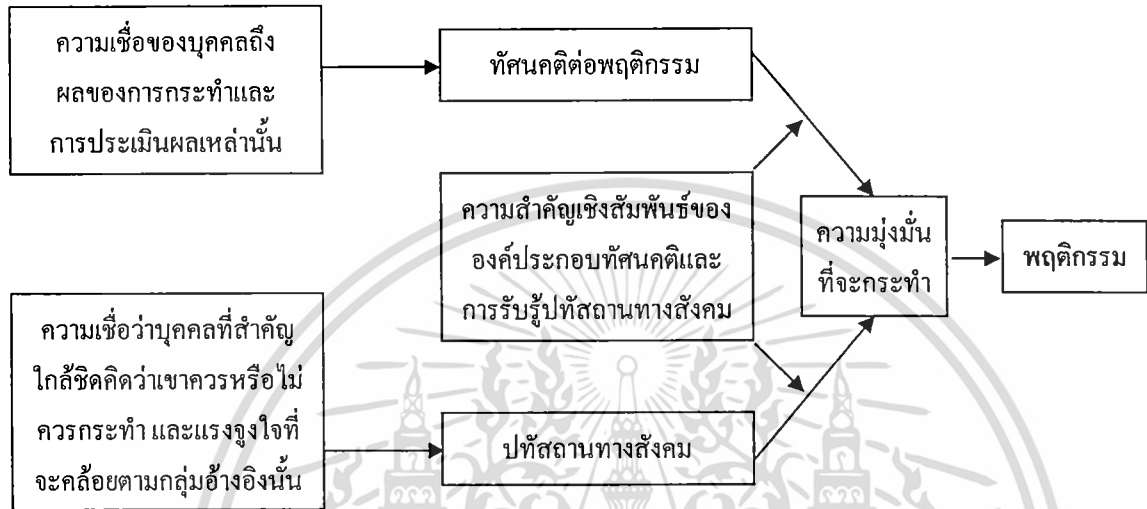 ความเชื่อของบุคคลถึง
ผลของการกระทำและ
การประเมินผลเหล่านั้น
ทัศนคติต่อพฤติกรรม
ความสำคัญเชิงสัมพันธ์ของ
องค์ประกอบทัศนคติและ
การรับรู้ปทัสถานทางสังคม
ความมุ่งมั่น
ที่จะกระทำ
พฤติกรรม
ความเชื่อว่าบุคคลที่สำคัญ
ใกล้ชิดคิดว่าเขาควรหรือไม่
ควรกระทำ และแรงจูงใจที่
จะคล้อยตามกลุ่มอ้างอิงนั้น
ปทัสถานทางสังคม